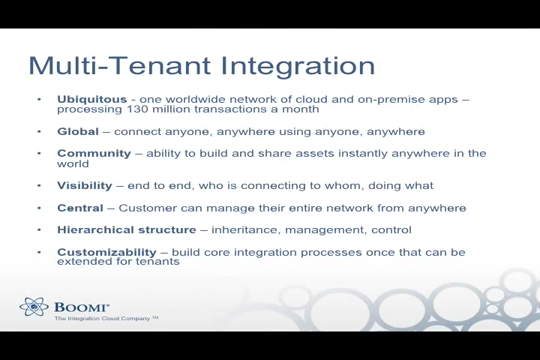 Multi-Tenant Integration
• Ubiquitous - one worldwide network of cloud and on-premise apps –
processing 130 million transactions a month
• Global – connect anyone, anywhere using anyone, anywhere
• Community – ability to build and share assets instantly anywhere in the
world
• Visibility – end to end, who is connecting to whom, doing what
• Central – Customer can manage their entire network from anywhere
• Hierarchical structure – inheritance, management, control
• Customizability – build core integration processes once that can be
extended for tenants
BOOMI
The Integration Cloud Company ™